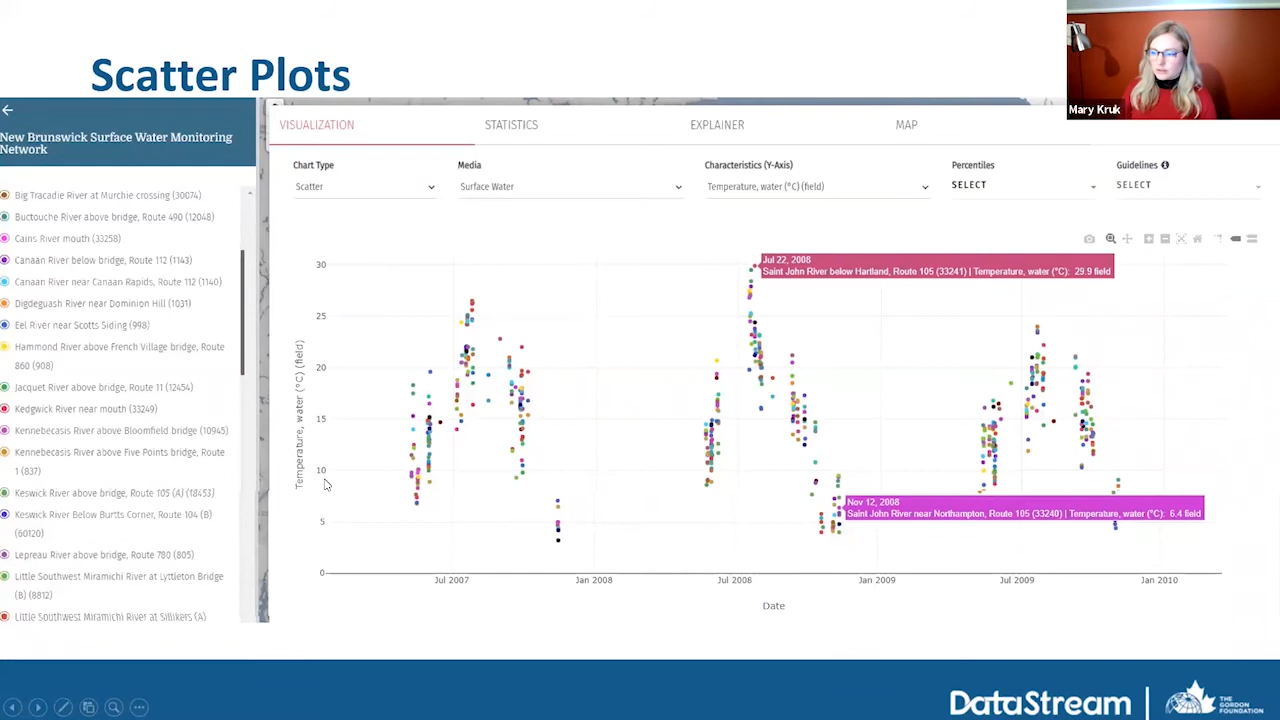 Scatter Plots
Mary Kruk
New Brunswick Surface Water Monitoring
Network
Big Tracadie River at Murchie crossing (30074)
Buctouche River above bridge, Route 490 (12048)
Cains River mouth (33258)
Canaan River below bridge, Route 112 (1143)
Canaan River near Canaan Rapids, Route 112 (1140)
Digdeguash River near Dominion Hill (1031)
Eel River near Scotts Siding (998)
Hammond River above French Village bridge, Route
860 (908)
Jacquet River above bridge, Route 11 (12454)
Kedgwick River near mouth (33249)
Kennebecasis River above Bloomfield bridge (10945)
Kennebecasis River above Five Points bridge, Route
1 (837)
Keswick River above bridge, Route 105 (A) (18453)
Keswick River Below Burtts Corner, Route 104 (B)
(60120)
Lepreau River above bridge, Route 780 (805)
Little Southwest Miramichi River at Lyttleton Bridge
(B) (8812)
Little Southwest Miramichi River at Sillikers (A)
VISUALIZATION
STATISTICS
EXPLAINER
MAP
Chart Type
Media
Characteristics (Y-Axis)
Percentiles
Guidelines
Scatter
Surface Water
Temperature, water (°C) (field)
SELECT
SELECT
Temperature, water (°C) (field)
30
25
20
15
10
5
0
Jul 22, 2008
Saint John River below Hartland, Route 105 (33241) | Temperature, water (°C): 29.9 field
Nov 12, 2008
Saint John River near Northampton, Route 105 (33240) | Temperature, water (°C): 6.4 field
Jul 2007
Jan 2008
Jul 2008
Jan 2009
Jul 2009
Jan 2010
Date
DataStream
THE
GORDON
FOUNDATION